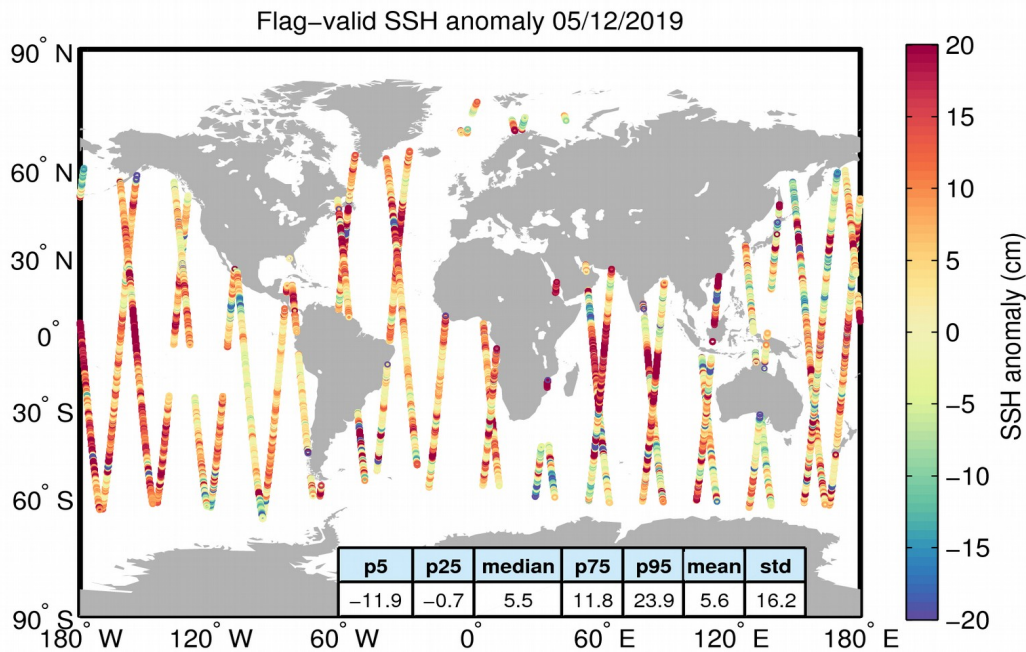 Flag−valid SSH anomaly 05/12/2019
90° N
60° N
30° N
0°
30° S
60° S
90° S
180° W
120° W
60° W
0°
60° E
120° E
180° E
p5 p25 median p75 p95 mean std
−11.9 −0.7 5.5 11.8 23.9 5.6 16.2
20
15
10
5
0
−5
−10
−15
−20
SSH anomaly (cm)